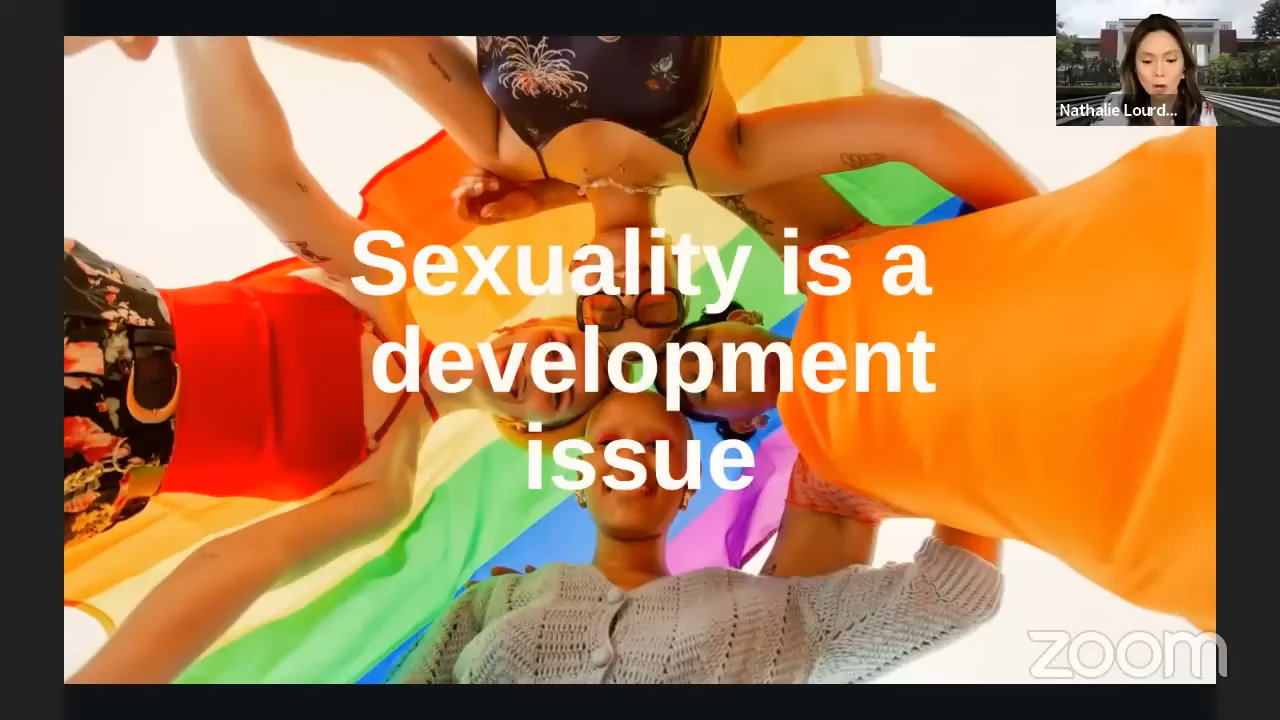 Nathalie Lourd...
Sexuality is a
development
issue
zoom